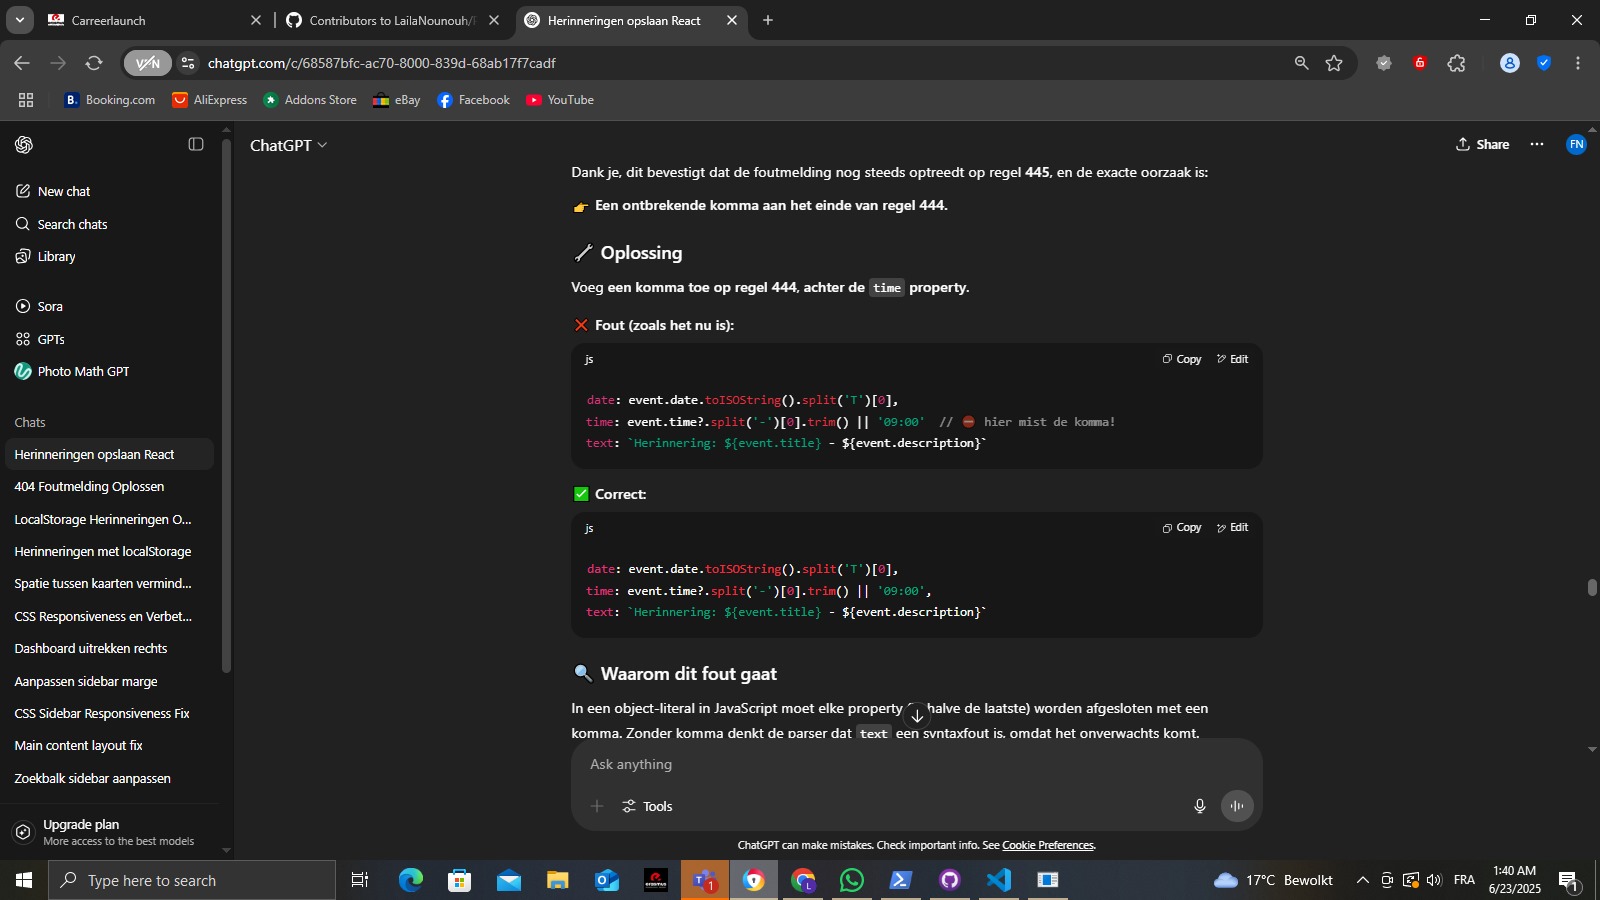 Carreerlaunch
Contributors to LailaNounouh/
Herinneringen opslaan React
VPN
chatgpt.com/c/68587bfc-ac70-8000-839d-68ab17f7cadf
Booking.com
AliExpress
Addons Store
eBay
Facebook
YouTube
New chat
Search chats
Library
Sora
GPTs
Photo Math GPT
Chats
Herinneringen opslaan React
404 Foutmelding Oplossen
LocalStorage Herinneringen O...
Herinneringen met localStorage
Spatie tussen kaarten vermind...
CSS Responsiveness en Verbet...
Dashboard uitrekken rechts
Aanpassen sidebar marge
CSS Sidebar Responsiveness Fix
Main content layout fix
Zoekbalk sidebar aanpassen
Upgrade plan
More access to the best models
ChatGPT
Share
FN
Dank je, dit bevestigt dat de foutmelding nog steeds optreedt op regel 445, en de exacte oorzaak is:
👉 Een ontbrekende komma aan het einde van regel 444.
🔧 Oplossing
Voeg een komma toe op regel 444, achter de time property.
❌ Fout (zoals het nu is):
js
Copy
Edit
date: event.date.toISOString().split('T')[0],
time: event.time?.split('-')[0].trim() || '09:00' // ⛔ hier mist de komma!
text: `Herinnering: ${event.title} - ${event.description}`
✅ Correct:
js
Copy
Edit
date: event.date.toISOString().split('T')[0],
time: event.time?.split('-')[0].trim() || '09:00',
text: `Herinnering: ${event.title} - ${event.description}`
🔍 Waarom dit fout gaat
In een object-literal in JavaScript moet elke property halve de laatste) worden afgesloten met een
komma. Zonder komma denkt de parser dat text een syntaxfout is, omdat het onverwachts komt.
Ask anything
Tools
ChatGPT can make mistakes. Check important info. See Cookie Preferences.
Type here to search
1
L
17°C Bewolkt
FRA
1:40 AM
6/23/2025
1